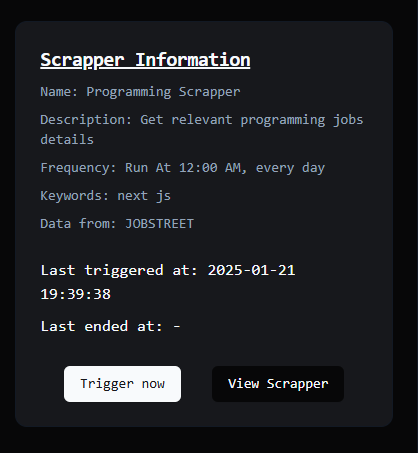 Scrapper Information
Name: Programming Scrapper
Description: Get relevant programming jobs
details
Frequency: Run At 12:00 AM, every day
Keywords: next js
Data from: JOBSTREET
Last triggered at: 2025-01-21
19:39:38
Last ended at: -
Trigger now
View Scrapper